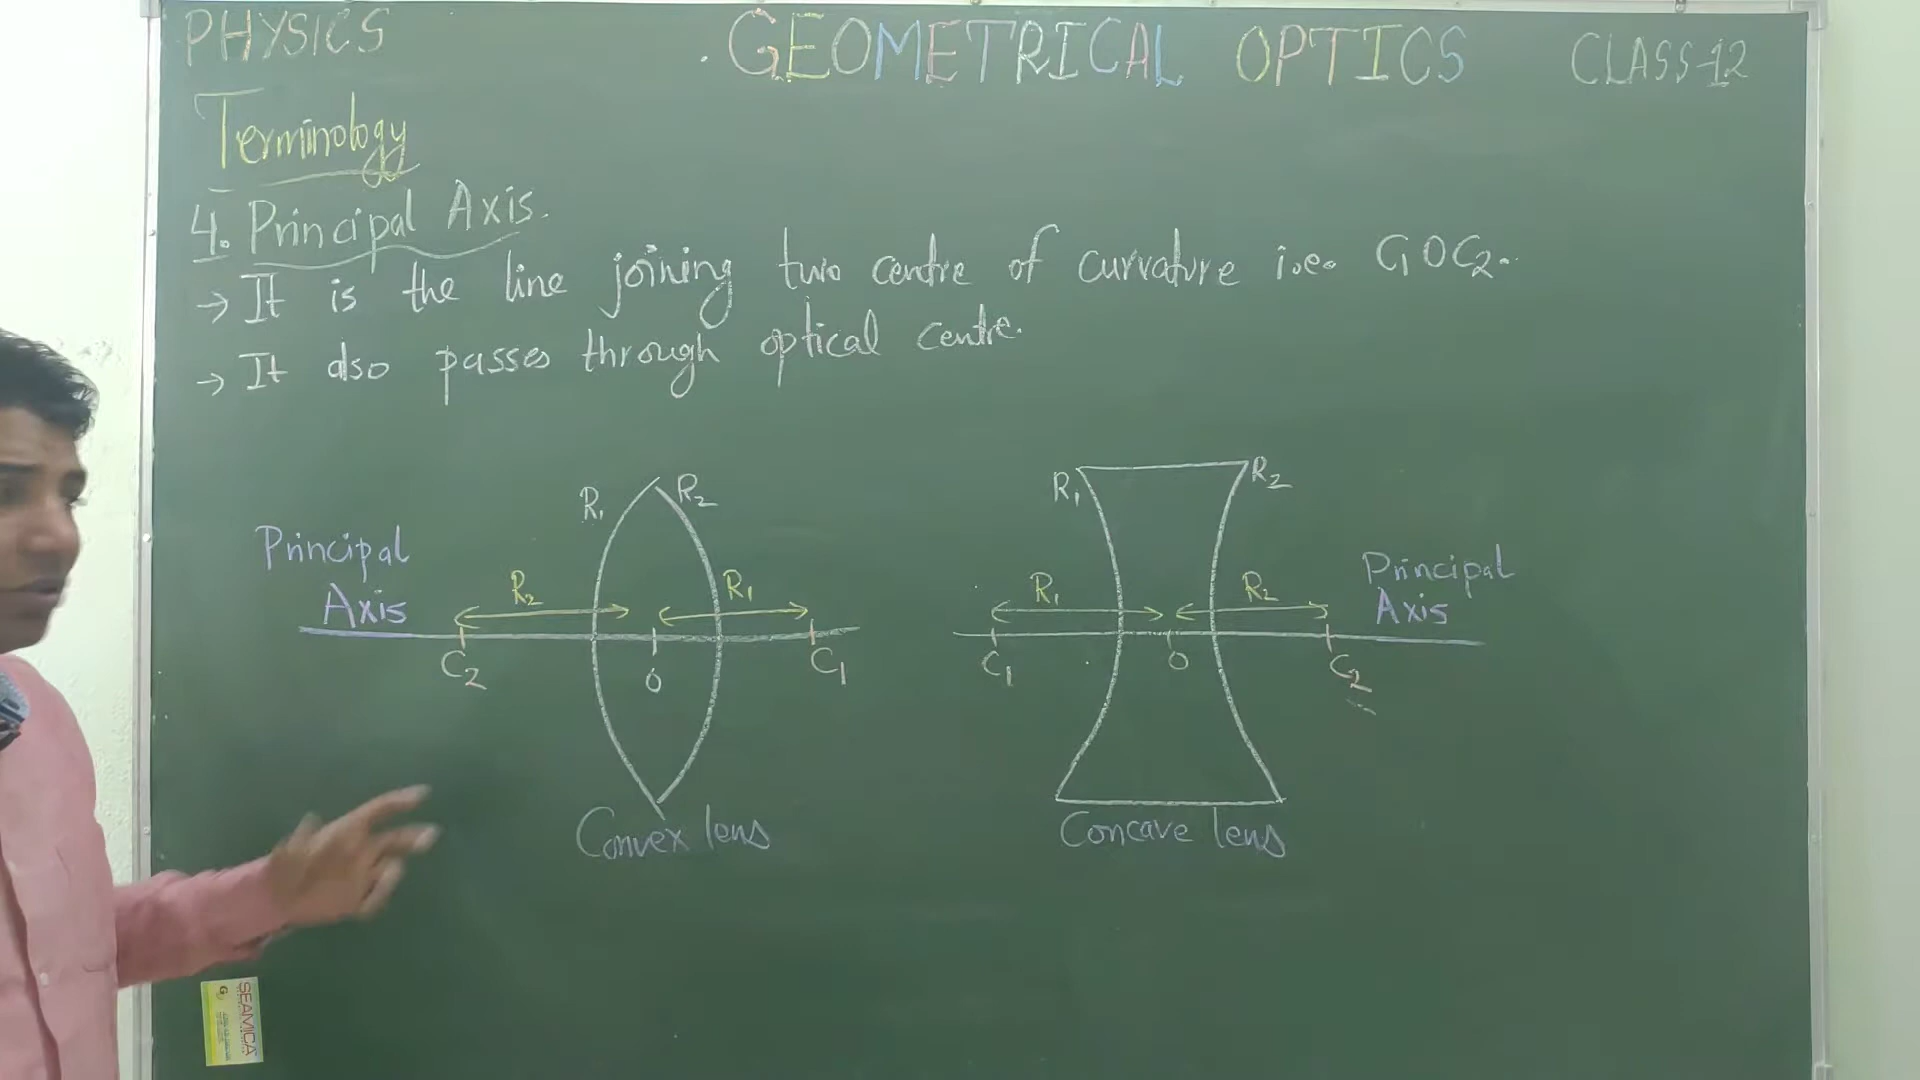 PHYSICS
GEOMETRICAL OPTICS
CLASS-12
Terminology
4. Principal Axis.
→ It is the line joining two centre of curvature i.e. C1OC2.
→ It also passes through optical centre.
R1 R2
Principal
Axis
R2 R1
C2 O C1
Convex lens
R1 R2
R1 R2
Principal
Axis
C1 O C2
Concave lens
SEAMICA
G